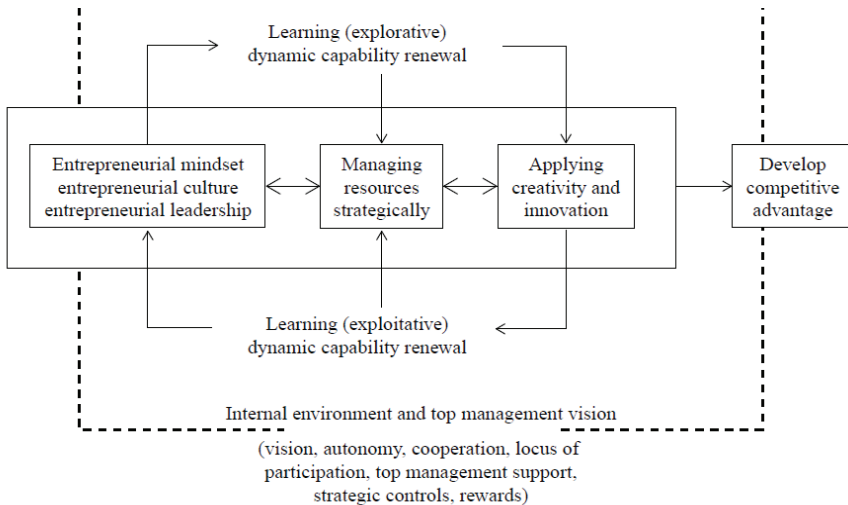 Learning (explorative)
dynamic capability renewal
Entrepreneurial mindset
entrepreneurial culture
entrepreneurial leadership
Managing
resources
strategically
Applying
creativity and
innovation
Develop
competitive
advantage
Learning (exploitative)
dynamic capability renewal
Internal environment and top management vision
(vision, autonomy, cooperation, locus of
participation, top management support,
strategic controls, rewards)